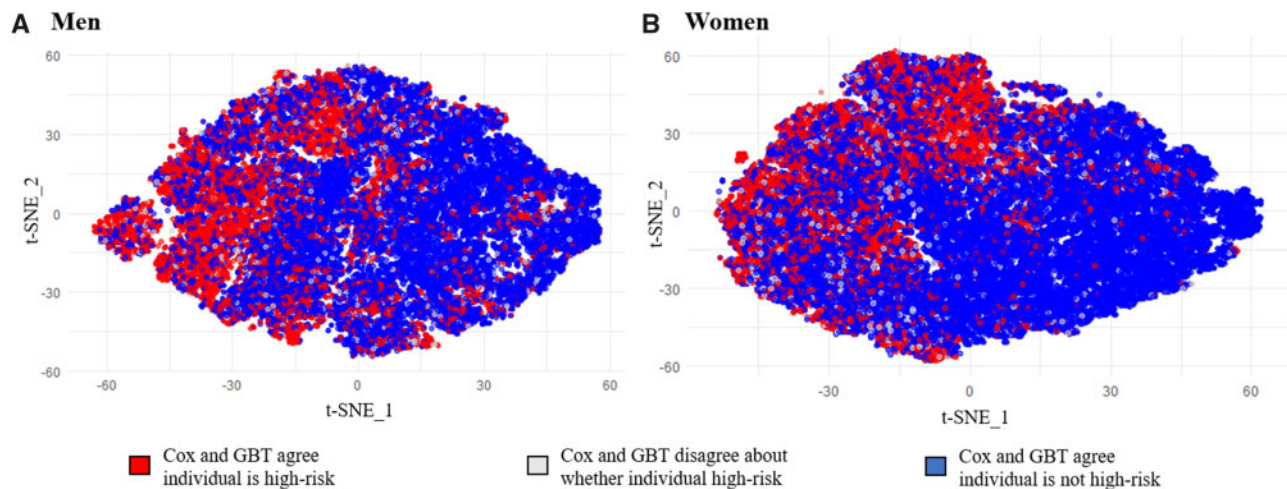 A Men
60
30
0
-30
-60
t-SNE_2
-60
-30
0
30
60
t-SNE_1
B Women
60
30
0
-30
-60
t-SNE_2
-30
0
30
60
t-SNE_1
Cox and GBT agree
individual is high-risk
Cox and GBT disagree about
whether individual high-risk
Cox and GBT agree
individual is not high-risk